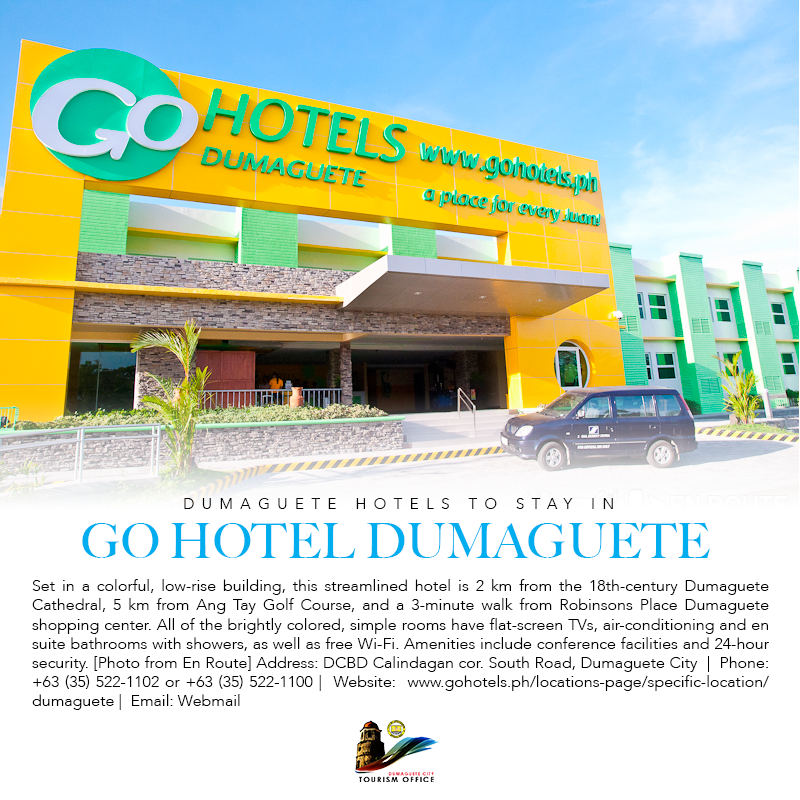 Go HOTELS
DUMAGUETE
www.gohotels.ph
a place for every Juan!
DUMAGUETE HOTELS TO STAY IN
GO HOTEL DUMAGUETE
Set in a colorful, low-rise building, this streamlined hotel is 2 km from the 18th-century Dumaguete
Cathedral, 5 km from Ang Tay Golf Course, and a 3-minute walk from Robinsons Place Dumaguete
shopping center. All of the brightly colored, simple rooms have flat-screen TVs, air-conditioning and en
suite bathrooms with showers, as well as free Wi-Fi. Amenities include conference facilities and 24-hour
security. [Photo from En Route] Address: DCBD Calindagan cor. South Road, Dumaguete City | Phone:
+63 (35) 522-1102 or +63 (35) 522-1100 | Website: www.gohotels.ph/locations-page/specific-location/
dumaguete | Email: Webmail
DUMAGUETE CITY
TOURISM OFFICE